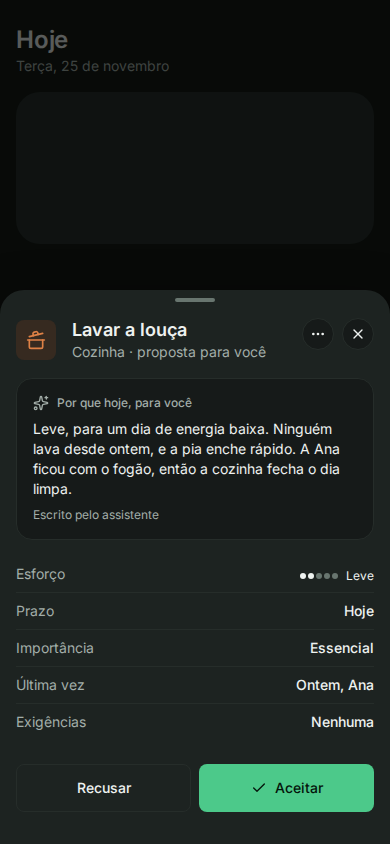 Hoje
Terça, 25 de novembro
Lavar a louça
Cozinha · proposta para você
Por que hoje, para você
Leve, para um dia de energia baixa. Ninguém
lava desde ontem, e a pia enche rápido. A Ana
ficou com o fogão, então a cozinha fecha o dia
limpa.
Escrito pelo assistente
Esforço Leve
Prazo Hoje
Importância Essencial
Última vez Ontem, Ana
Exigências Nenhuma
Recusar Aceitar